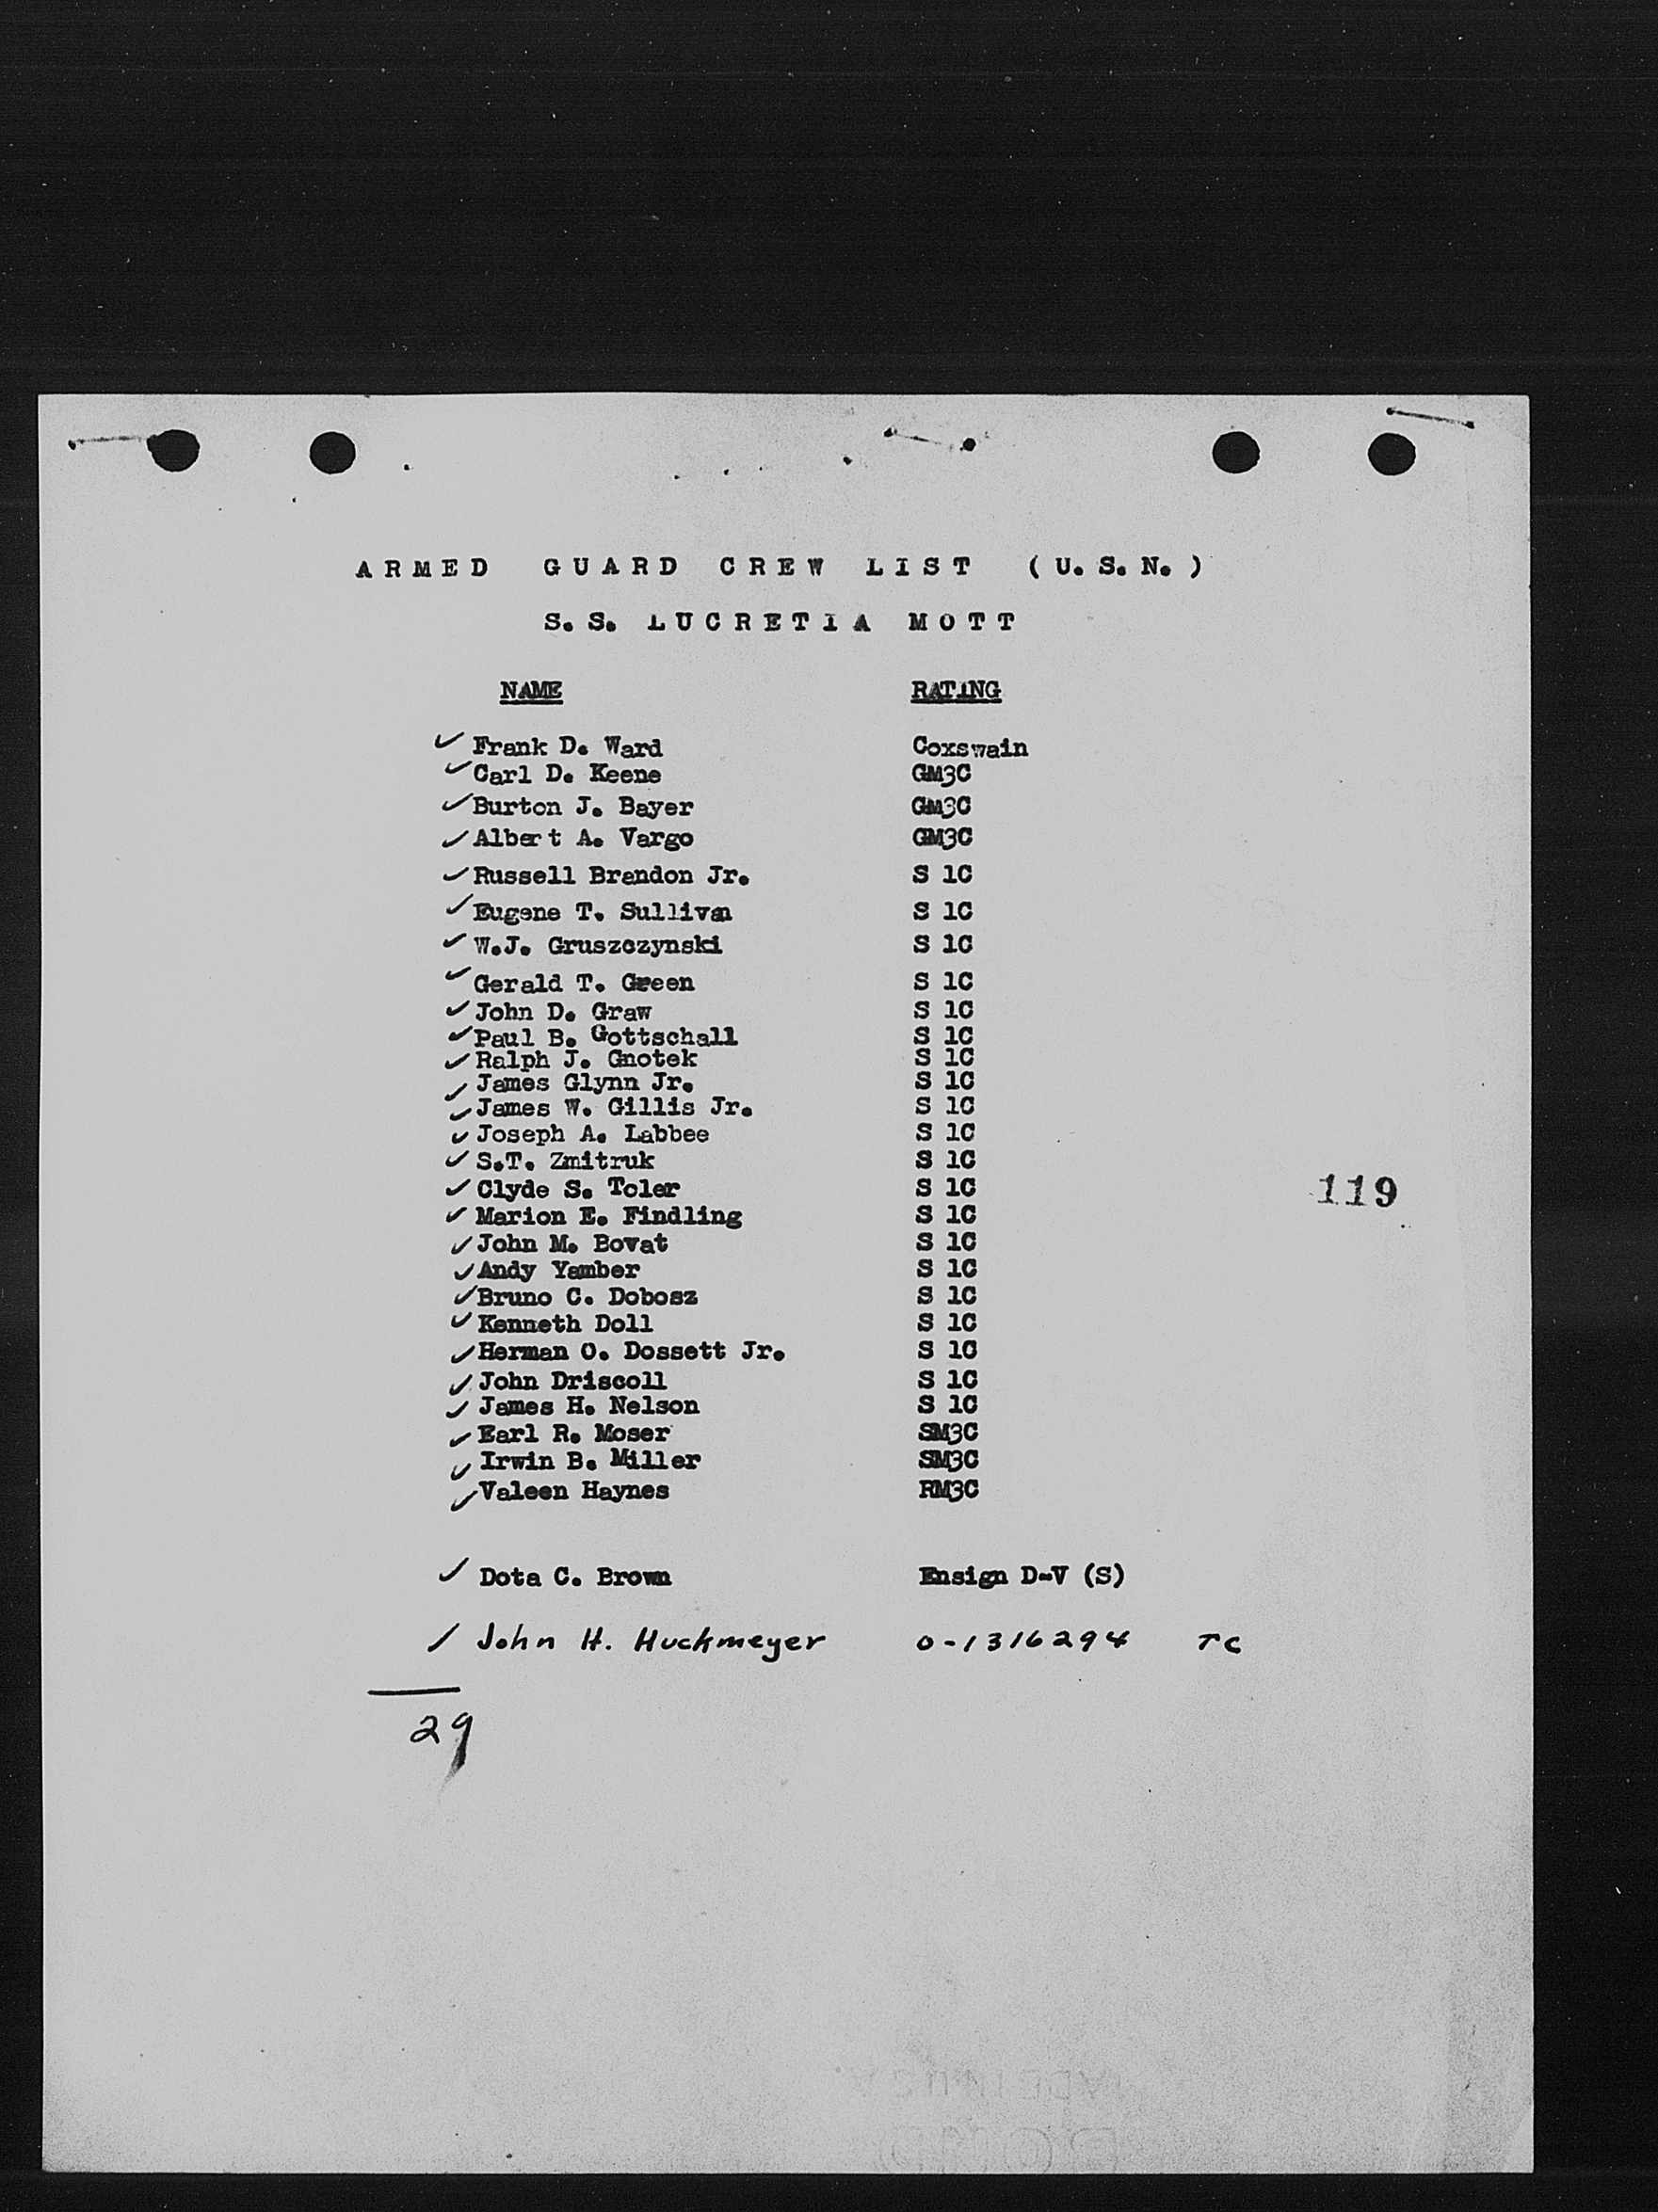 ARMED GUARD CREW LIST (U.S.N.)
S.S. LUCRETIA MOTT
NAME RATING
✓ Frank D. Ward Coxswain
✓ Carl D. Keene GM3C
✓ Burton J. Bayer GM3C
✓ Albert A. Vargo GM3C
✓ Russell Brandon Jr. S 1C
✓ Eugene T. Sullivan S 1C
✓ W.J. Gruszczynski S 1C
✓ Gerald T. Green S 1C
✓ John D. Graw S 1C
✓ Paul B. Gottschall S 1C
✓ Ralph J. Gnotek S 1C
✓ James Glynn Jr. S 1C
✓ James W. Gillis Jr. S 1C
✓ Joseph A. Labbee S 1C
✓ S.T. Zmitruk S 1C
✓ Clyde S. Toler S 1C
119
✓ Marion E. Findling S 1C
✓ John M. Bovat S 1C
✓ Andy Yamber S 1C
✓ Bruno C. Dobosz S 1C
✓ Kenneth Doll S 1C
✓ Herman O. Dossett Jr. S 1C
✓ John Driscoll S 1C
✓ James H. Nelson S 1C
✓ Earl R. Moser SM3C
✓ Irwin B. Miller SM3C
✓ Valeen Haynes RM3C
✓ Dota C. Brown Ensign D-V (S)
✓ John H. Huckmeyer O-1316294 TC
29